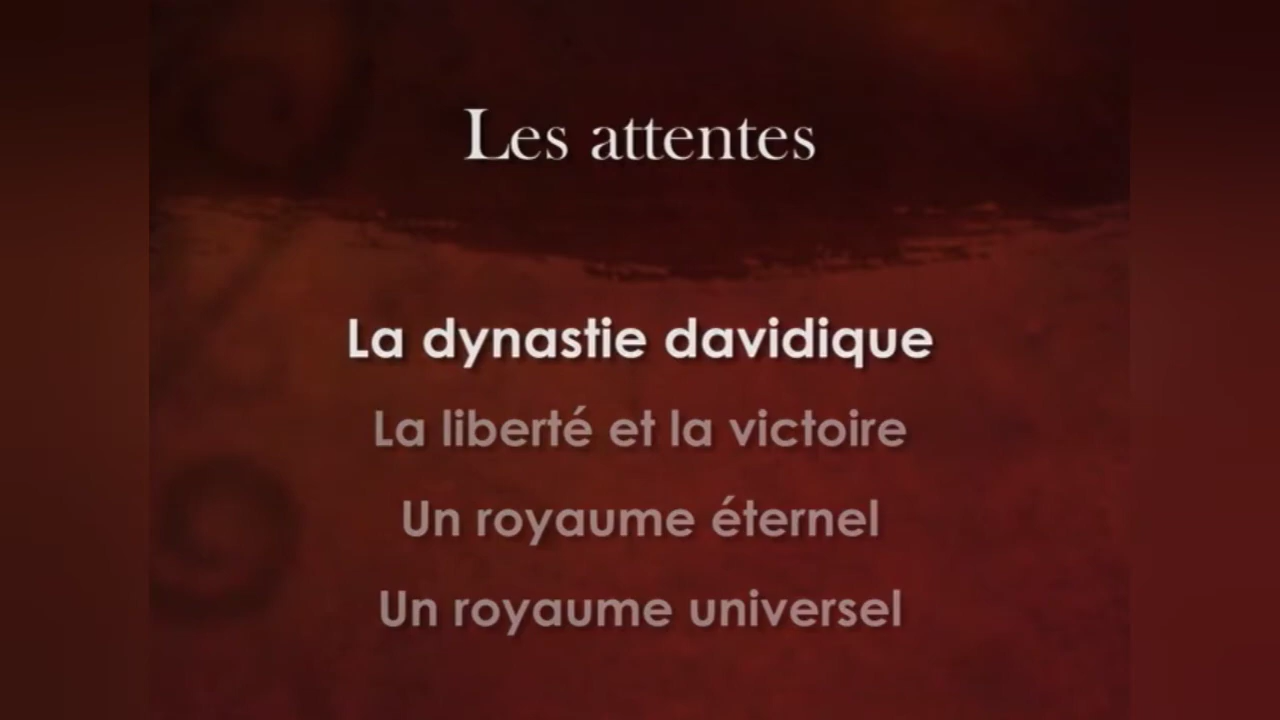 Les attentes
La dynastie davidique
La liberté et la victoire
Un royaume éternel
Un royaume universel